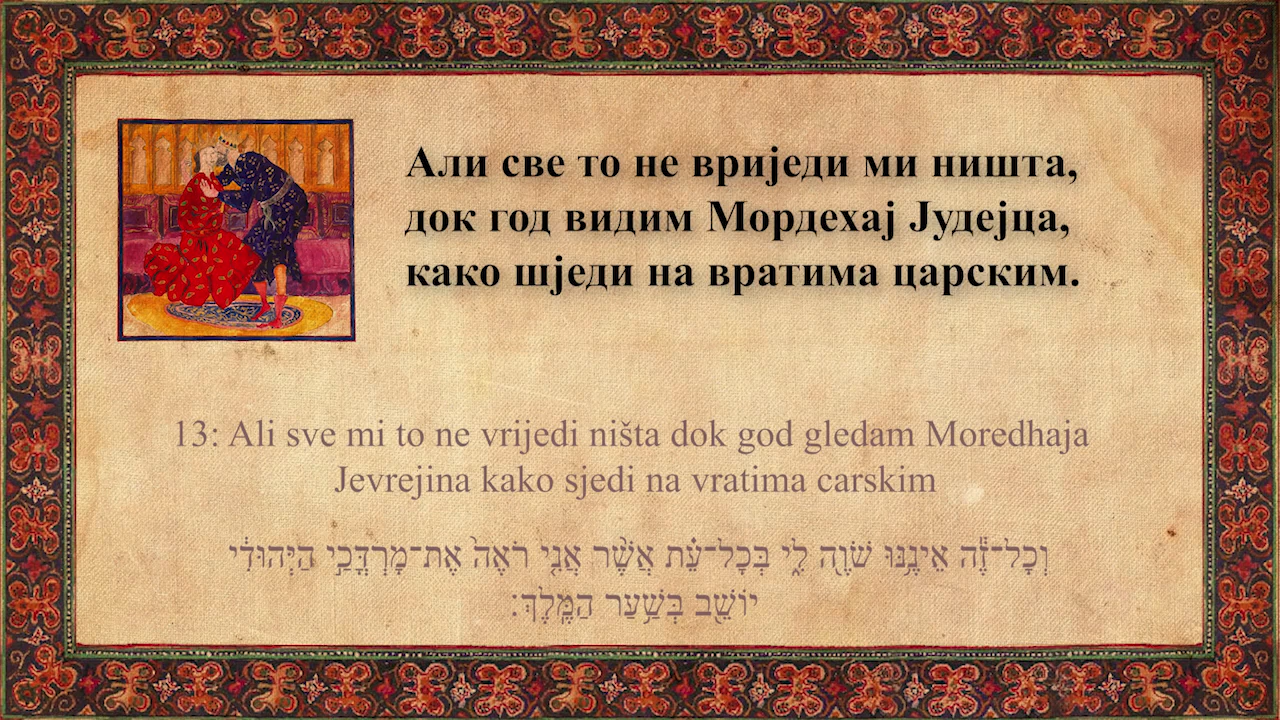 Али све то не вриједи ми ништа,
док год видим Мордехај Јудејца,
како шједи на вратима царским.
13: Ali sve mi to ne vrijedi ništa dok god gledam Moredhaja
Jevrejina kako sjedi na vratima carskim
וְכׇל־זֶ֕ה אֵינֶ֥נּוּ שֹׁוֶ֖ה לִ֑י בְּכׇל־עֵ֗ת אֲשֶׁ֨ר אֲנִ֤י רֹאֶה֙ אֶת־מׇרְדֳּכַ֣י הַיְּהוּדִ֔י
יוֹשֵׁ֖ב בְּשַׁ֥עַר הַמֶּֽלֶךְ׃